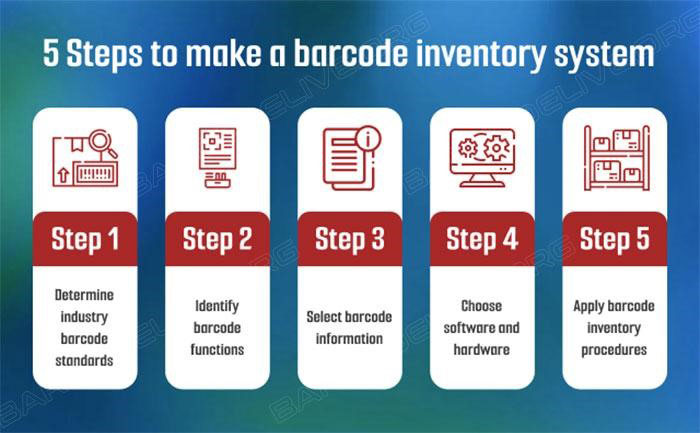 5 Steps to make a barcode inventory system
Step 1
Determine
industry
barcode
standards
Step 2
Identify
barcode
functions
Step 3
Select barcode
information
Step 4
Choose
software and
hardware
Step 5
Apply barcode
inventory
procedures